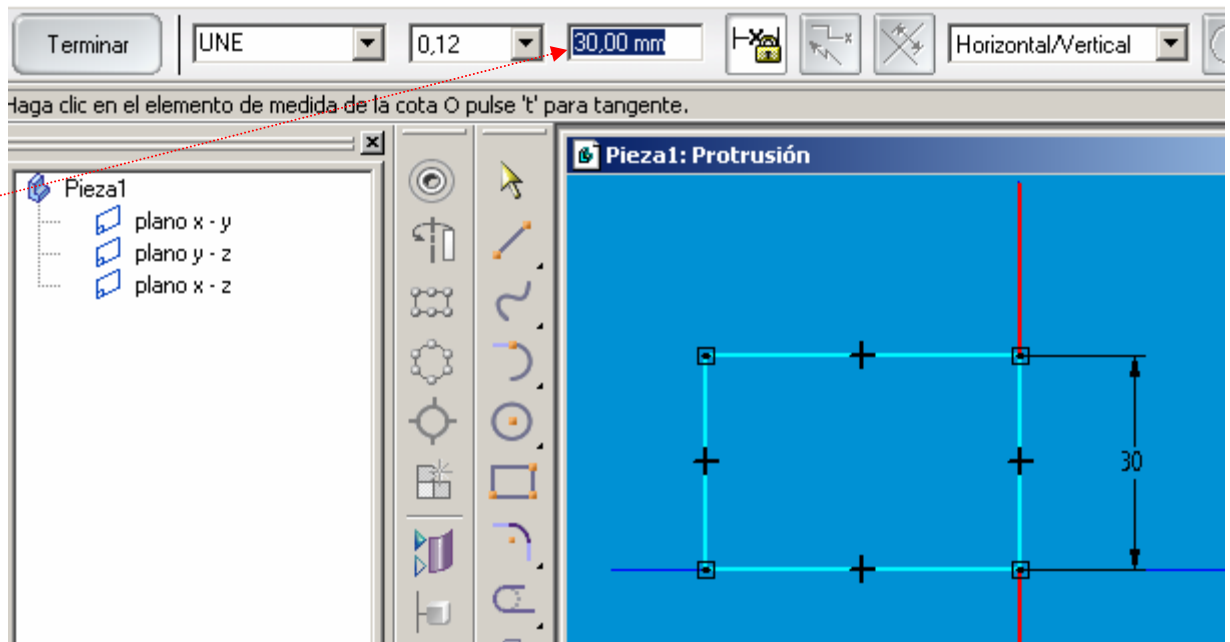 Terminar UNE 0,12 30,00 mm Horizontal/Vertical
Haga clic en el elemento de medida de la cota O pulse 't' para tangente.
Pieza1
plano x - y
plano y - z
plano x - z
Pieza1: Protrusión
30